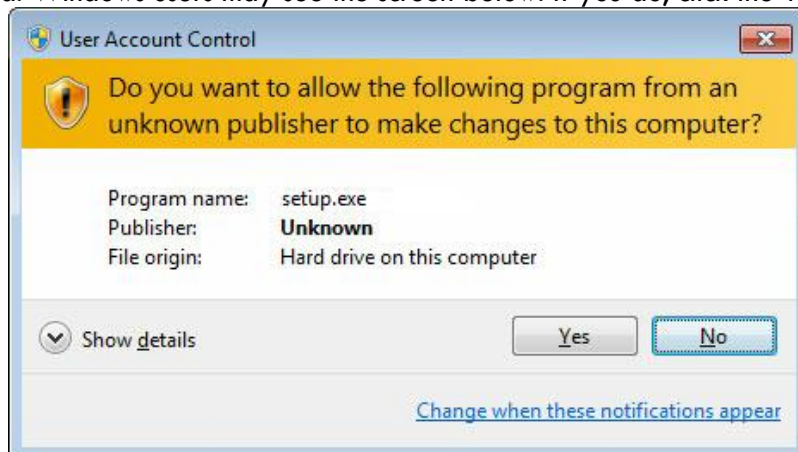 User Account Control
Do you want to allow the following program from an
unknown publisher to make changes to this computer?
Program name: setup.exe
Publisher: Unknown
File origin: Hard drive on this computer
Show details
Yes
No
Change when these notifications appear